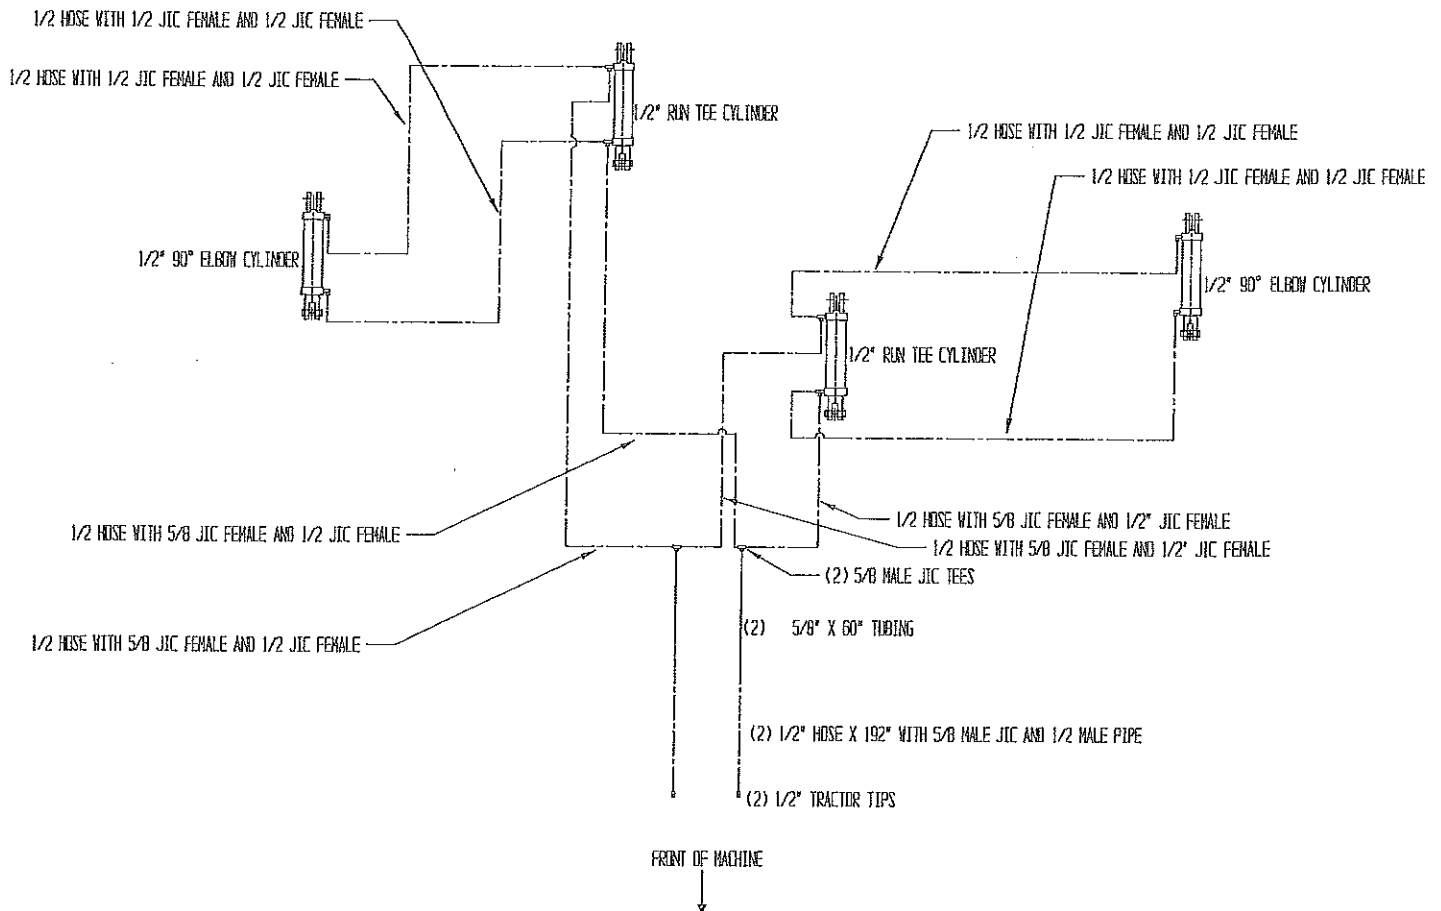 1/2 HOSE WITH 1/2 JIC FEMALE AND 1/2 JIC FEMALE
1/2 HOSE WITH 1/2 JIC FEMALE AND 1/2 JIC FEMALE
1/2" RUN TEE CYLINDER
1/2 HOSE WITH 1/2 JIC FEMALE AND 1/2 JIC FEMALE
1/2 HOSE WITH 1/2 JIC FEMALE AND 1/2 JIC FEMALE
1/2" 90° ELBOW CYLINDER
1/2" 90° ELBOW CYLINDER
1/2" RUN TEE CYLINDER
1/2 HOSE WITH 5/8 JIC FEMALE AND 1/2 JIC FEMALE
1/2 HOSE WITH 5/8 JIC FEMALE AND 1/2" JIC FEMALE
1/2 HOSE WITH 5/8 JIC FEMALE AND 1/2" JIC FEMALE
(2) 5/8 MALE JIC TEES
(2) 5/8" X 60" TUBING
1/2 HOSE WITH 5/8 JIC FEMALE AND 1/2 JIC FEMALE
(2) 1/2" HOSE X 192" WITH 5/8 MALE JIC AND 1/2 MALE PIPE
(2) 1/2" TRACTOR TIPS
FRONT OF MACHINE